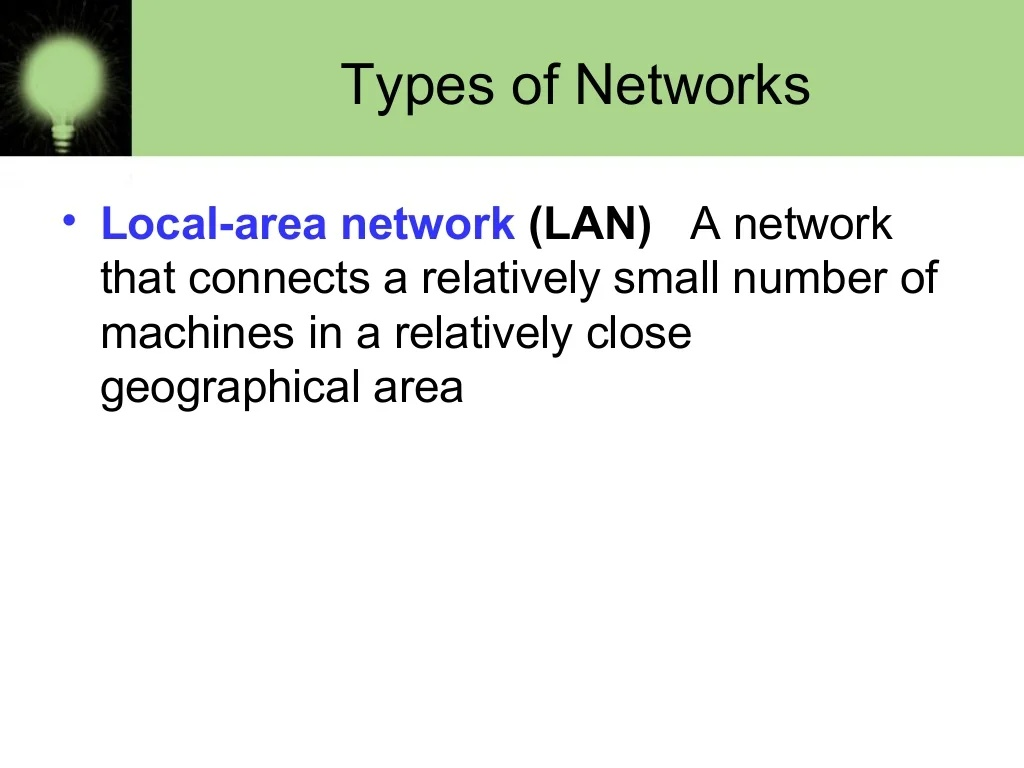 Types of Networks
• Local-area network (LAN) A network
that connects a relatively small number of
machines in a relatively close
geographical area